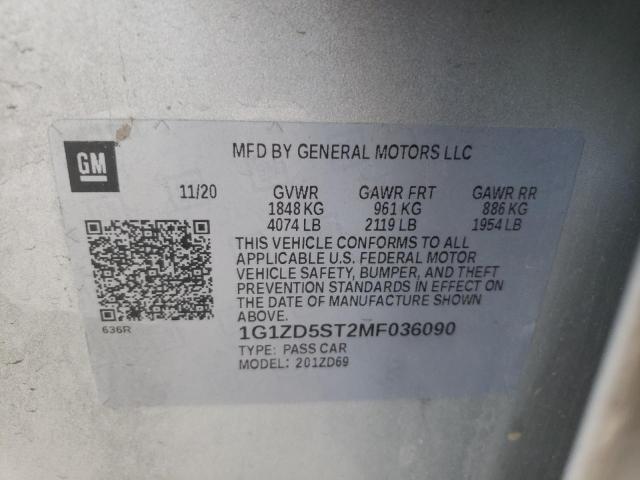 GM
MFD BY GENERAL MOTORS LLC
11/20 GVWR GAWR FRT GAWR RR
1848 KG 961 KG 886 KG
4074 LB 2119 LB 1954 LB
THIS VEHICLE CONFORMS TO ALL
APPLICABLE U.S. FEDERAL MOTOR
VEHICLE SAFETY, BUMPER, AND THEFT
PREVENTION STANDARDS IN EFFECT ON
THE DATE OF MANUFACTURE SHOWN
ABOVE.
636R
1G1ZD5ST2MF036090
TYPE: PASS CAR
MODEL: 201ZD69